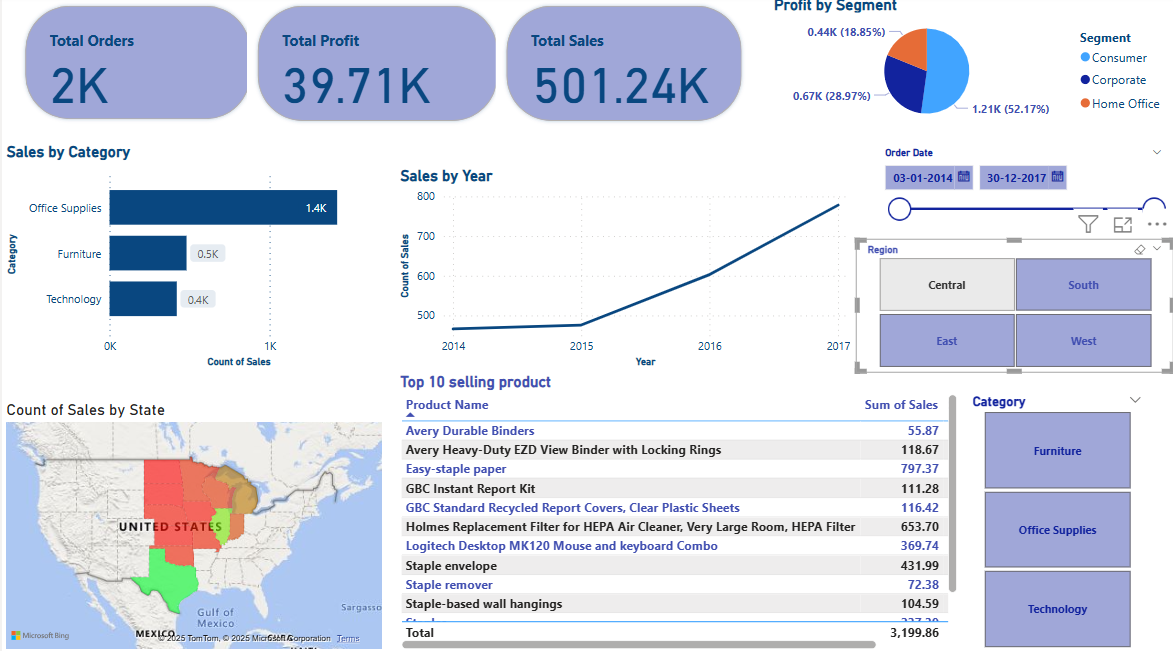 Total Orders
2K
Total Profit
39.71K
Total Sales
501.24K
Profit by Segment
0.44K (18.85%)
0.67K (28.97%)
1.21K (52.17%)
Segment
Consumer
Corporate
Home Office
Sales by Category
Category
Office Supplies
1.4K
Furniture
0.5K
Technology
0.4K
0K
1K
Count of Sales
Sales by Year
Count of Sales
800
700
600
500
2014
2015
2016
2017
Year
Order Date
03-01-2014
30-12-2017
Region
Central
South
East
West
Count of Sales by State
UNITED STATES
Gulf of
Mexico
Sargasso
MEXICO
Microsoft Bing
© 2025 TomTom, © 2025 Microsoft Corporation Terms
Top 10 selling product
Product Name Sum of Sales
Avery Durable Binders 55.87
Avery Heavy-Duty EZD View Binder with Locking Rings 118.67
Easy-staple paper 797.37
GBC Instant Report Kit 111.28
GBC Standard Recycled Report Covers, Clear Plastic Sheets 116.42
Holmes Replacement Filter for HEPA Air Cleaner, Very Large Room, HEPA Filter 653.70
Logitech Desktop MK120 Mouse and keyboard Combo 369.74
Staple envelope 431.99
Staple remover 72.38
Staple-based wall hangings 104.59
Total 3,199.86
Category
Furniture
Office Supplies
Technology